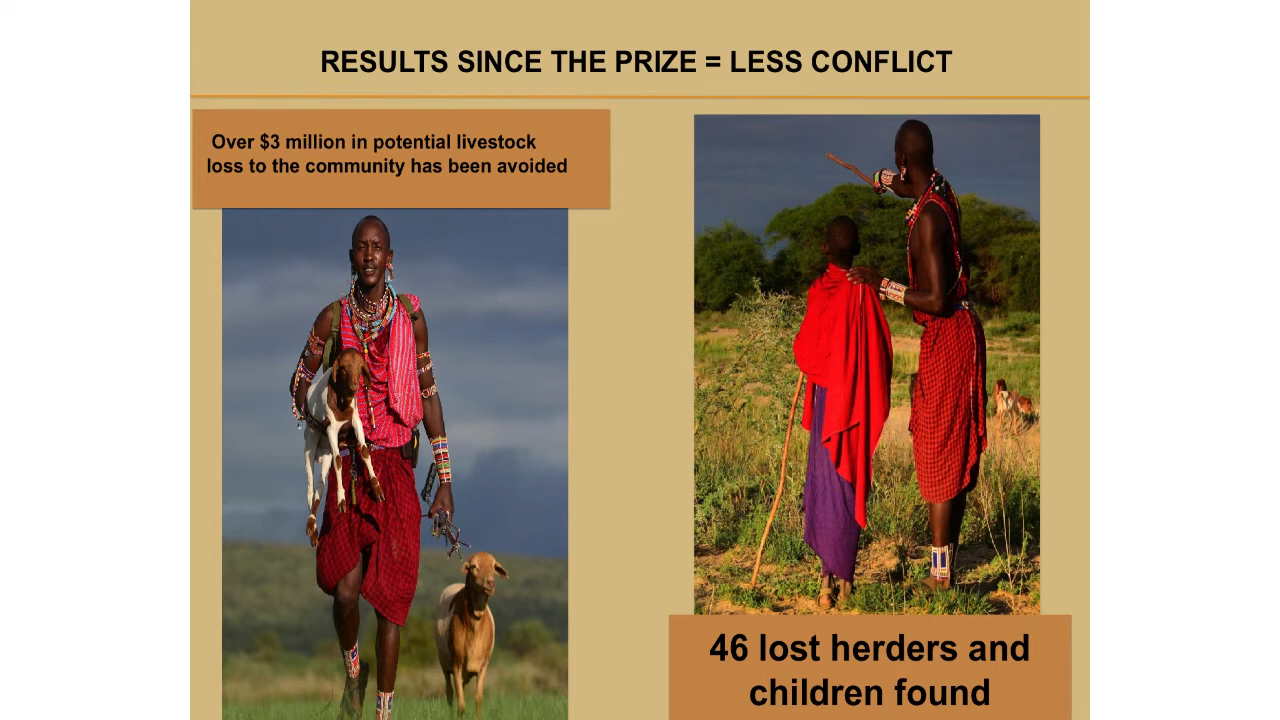 RESULTS SINCE THE PRIZE = LESS CONFLICT
Over $3 million in potential livestock
loss to the community has been avoided
46 lost herders and
children found